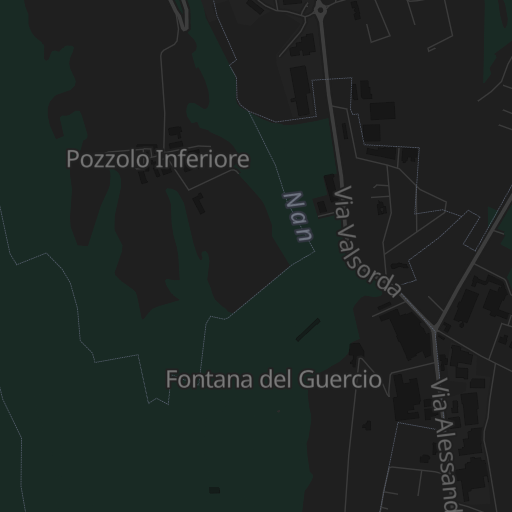 Pozzolo Inferiore
Nan
Via Valsorda
Fontana del Guercio
Via Alessand